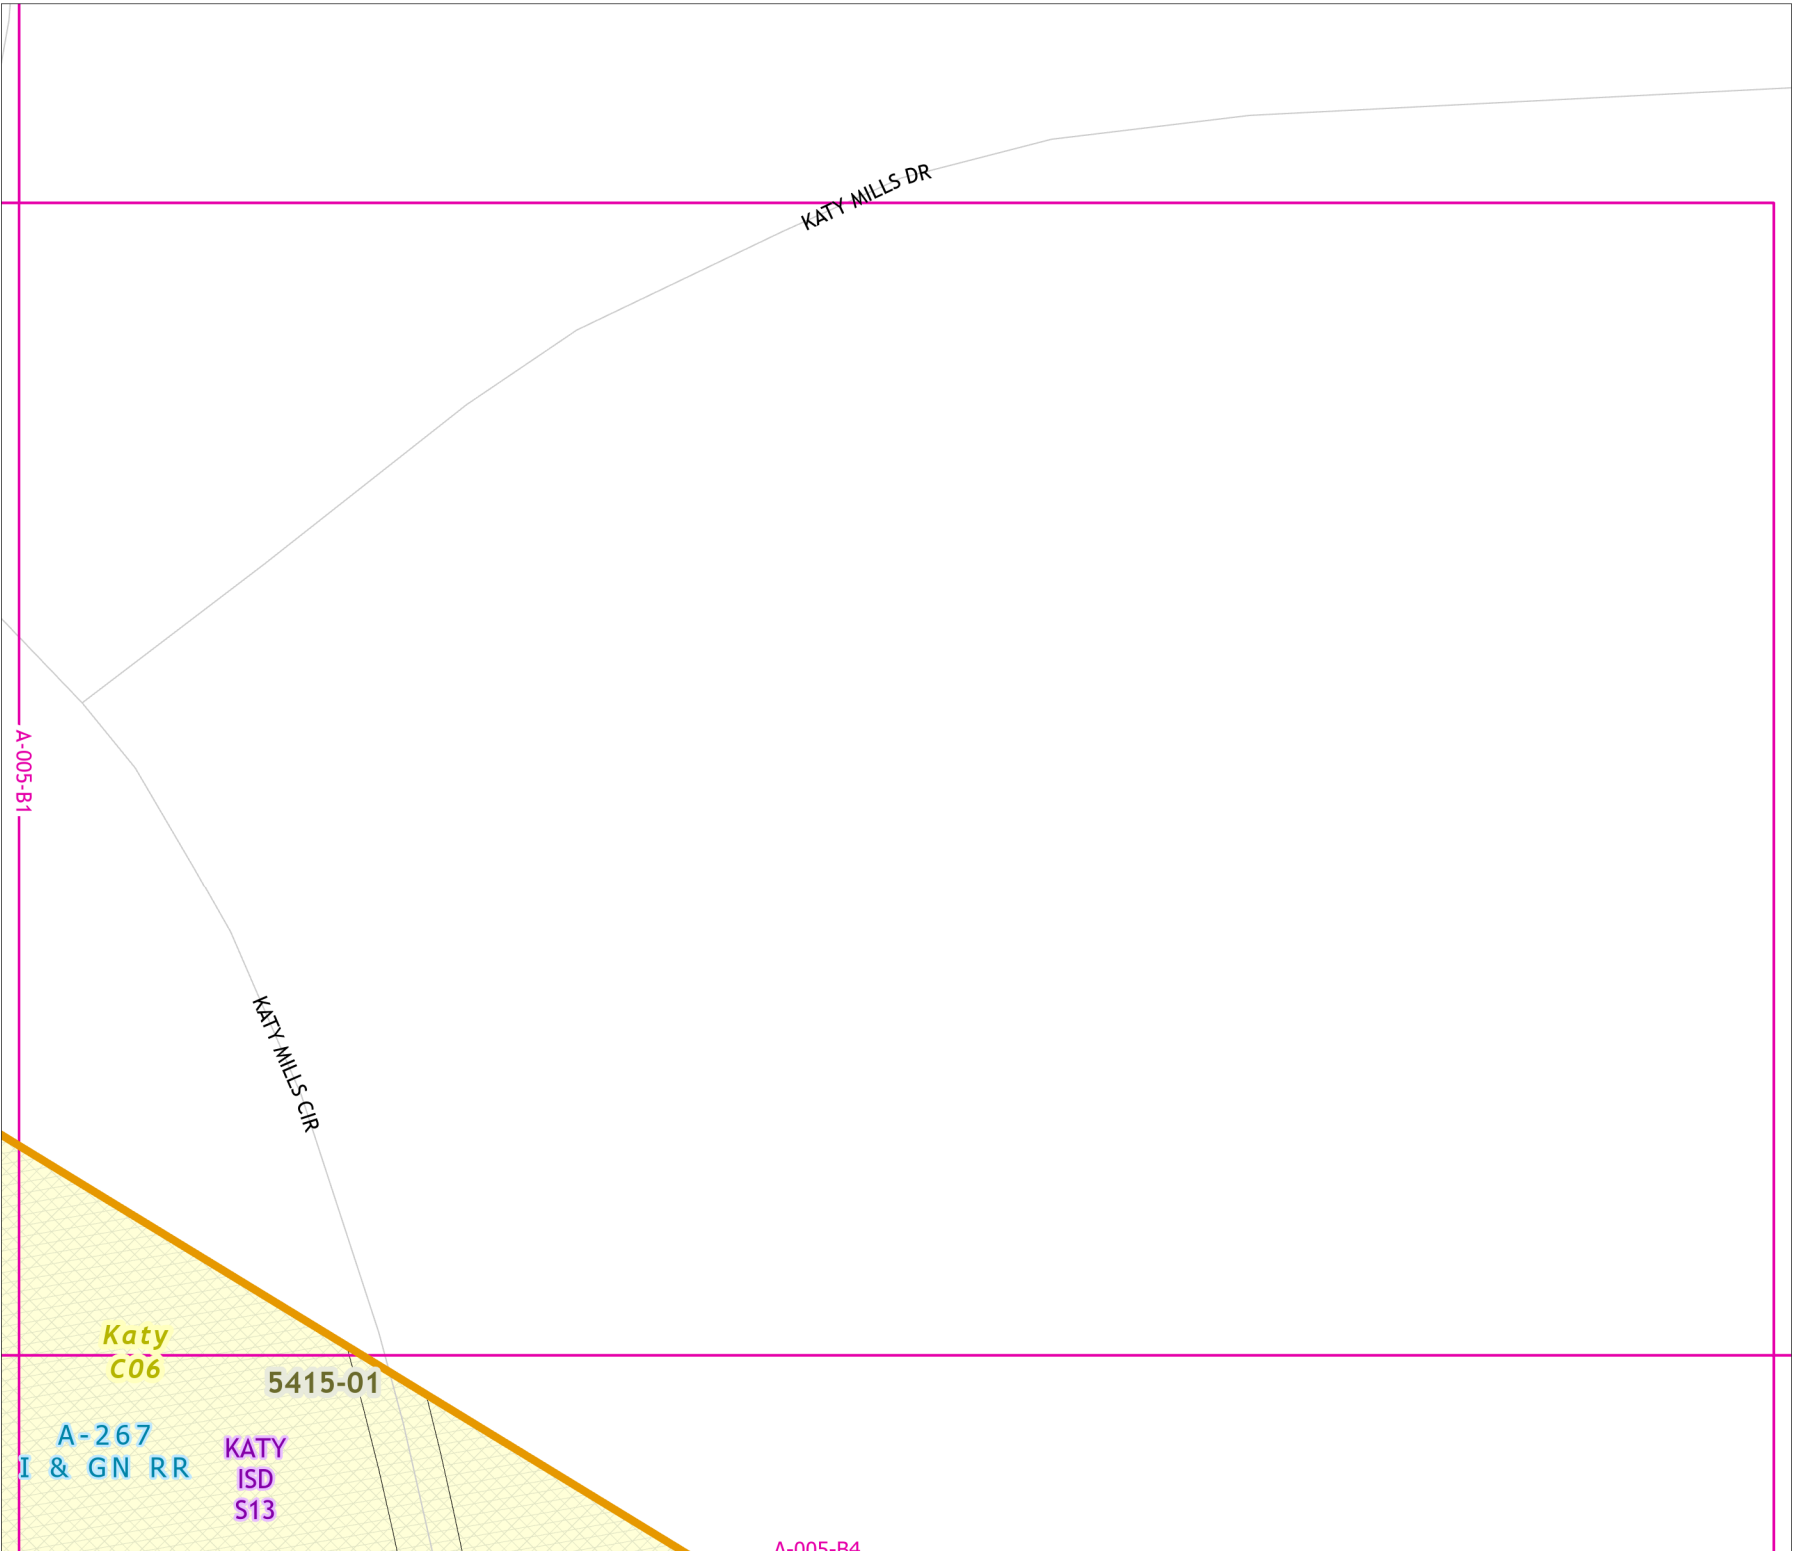 KATY MILLS DR
A-005-B1
KATY MILLS CIR
Katy
C06
5415-01
A-267
I & GN RR
KATY
ISD
S13
A-005-B4